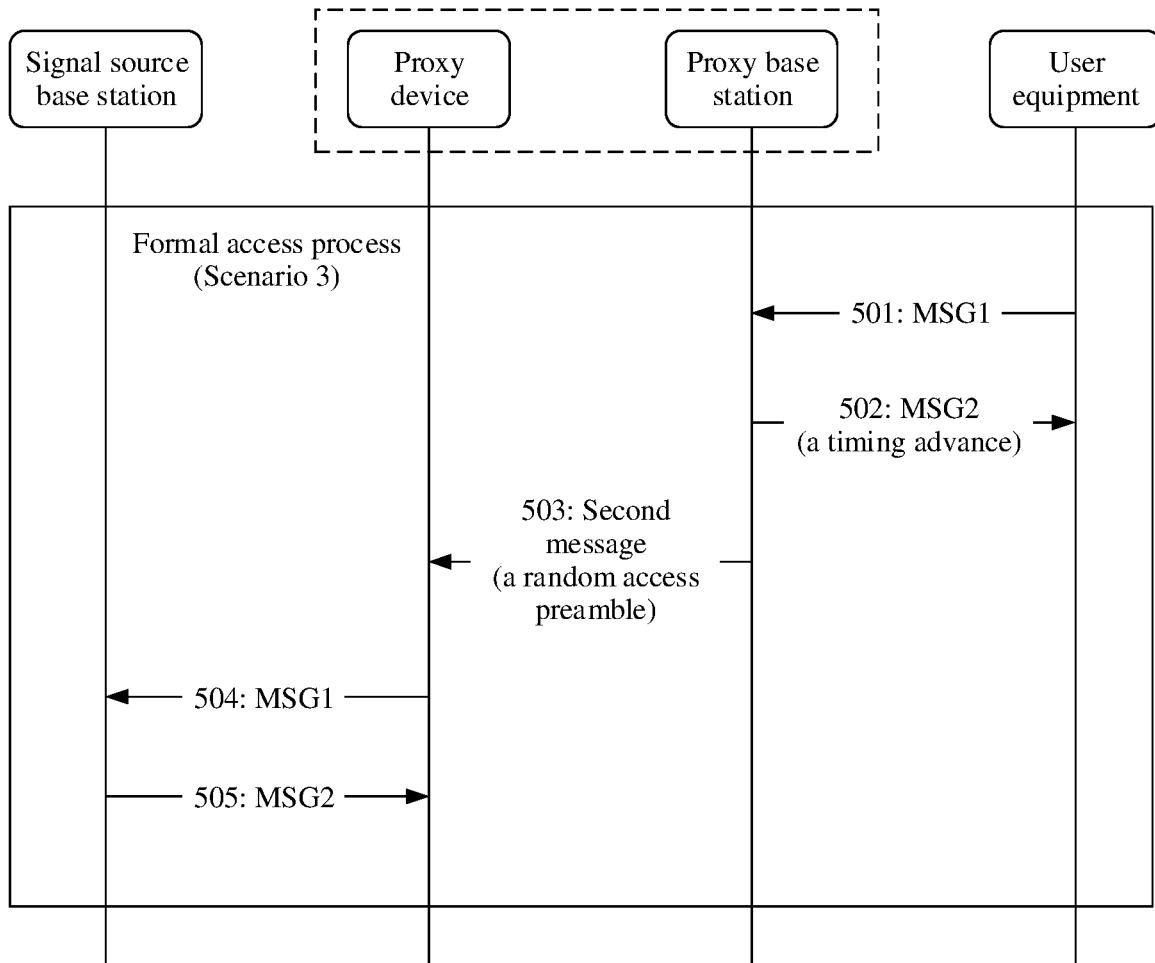 Signal source
base station
Proxy
device
Proxy base
station
User
equipment
Formal access process
(Scenario 3)
501: MSG1
502: MSG2
(a timing advance)
503: Second
message
(a random access
preamble)
504: MSG1
505: MSG2